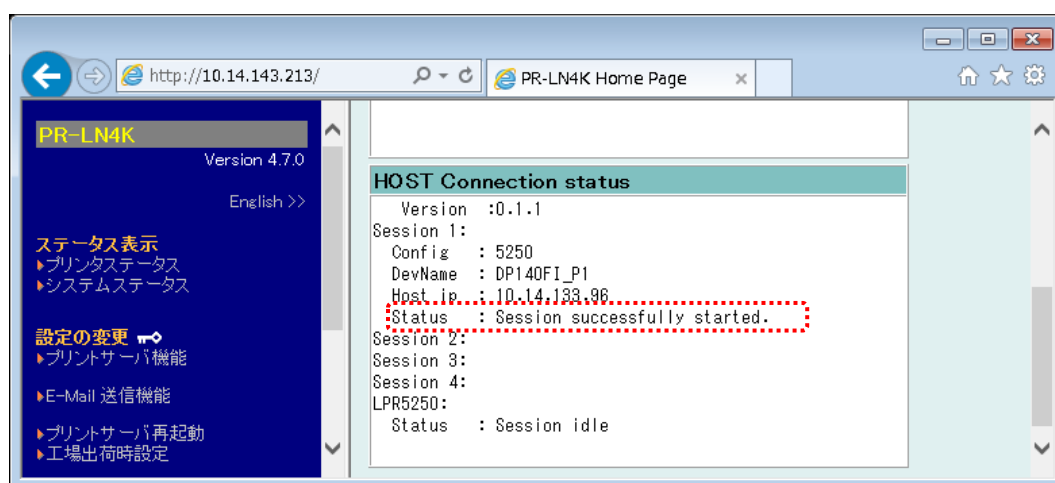 http://10.14.143.213/
PR-LN4K Home Page
PR-LN4K
Version 4.7.0
English >>
ステータス表示
プリンタステータス
システムステータス
設定の変更
プリントサーバ機能
E-Mail 送信機能
プリントサーバ再起動
工場出荷時設定
HOST Connection status
Version :0.1.1
Session 1:
Config : 5250
DevName : DP140FI_P1
Host ip : 10.14.133.96
Status : Session successfully started.
Session 2:
Session 3:
Session 4:
LPR5250:
Status : Session idle